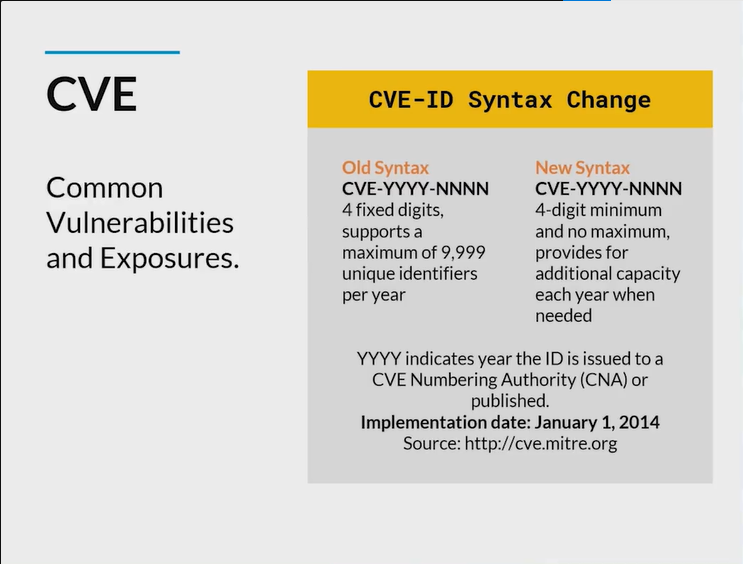 CVE
Common
Vulnerabilities
and Exposures.
CVE-ID Syntax Change
Old Syntax
CVE-YYYY-NNNN
4 fixed digits,
supports a
maximum of 9,999
unique identifiers
per year
New Syntax
CVE-YYYY-NNNN
4-digit minimum
and no maximum,
provides for
additional capacity
each year when
needed
YYYY indicates year the ID is issued to a
CVE Numbering Authority (CNA) or
published.
Implementation date: January 1, 2014
Source: http://cve.mitre.org